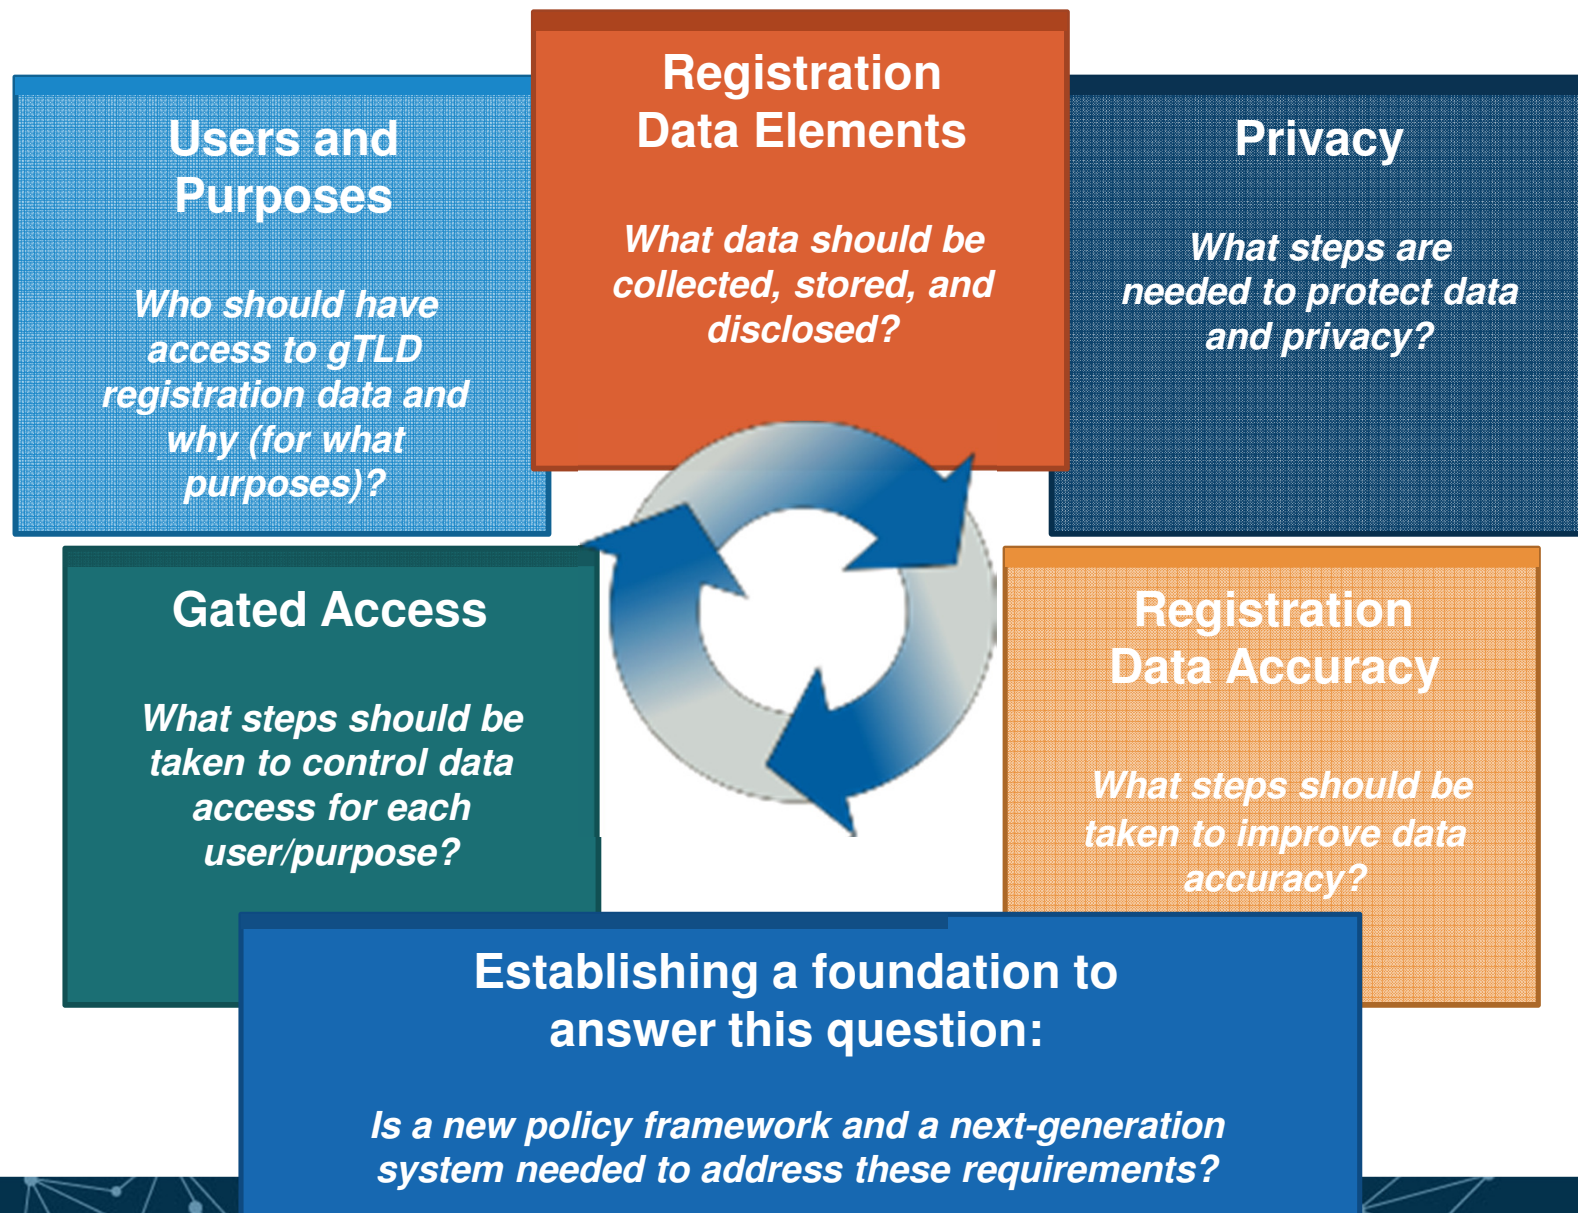 Users and
Purposes
Who should have
access to gTLD
registration data and
why (for what
purposes)?
Registration
Data Elements
What data should be
collected, stored, and
disclosed?
Privacy
What steps are
needed to protect data
and privacy?
Gated Access
What steps should be
taken to control data
access for each
user/purpose?
Registration
Data Accuracy
What steps should be
taken to improve data
accuracy?
Establishing a foundation to
answer this question:
Is a new policy framework and a next-generation
system needed to address these requirements?